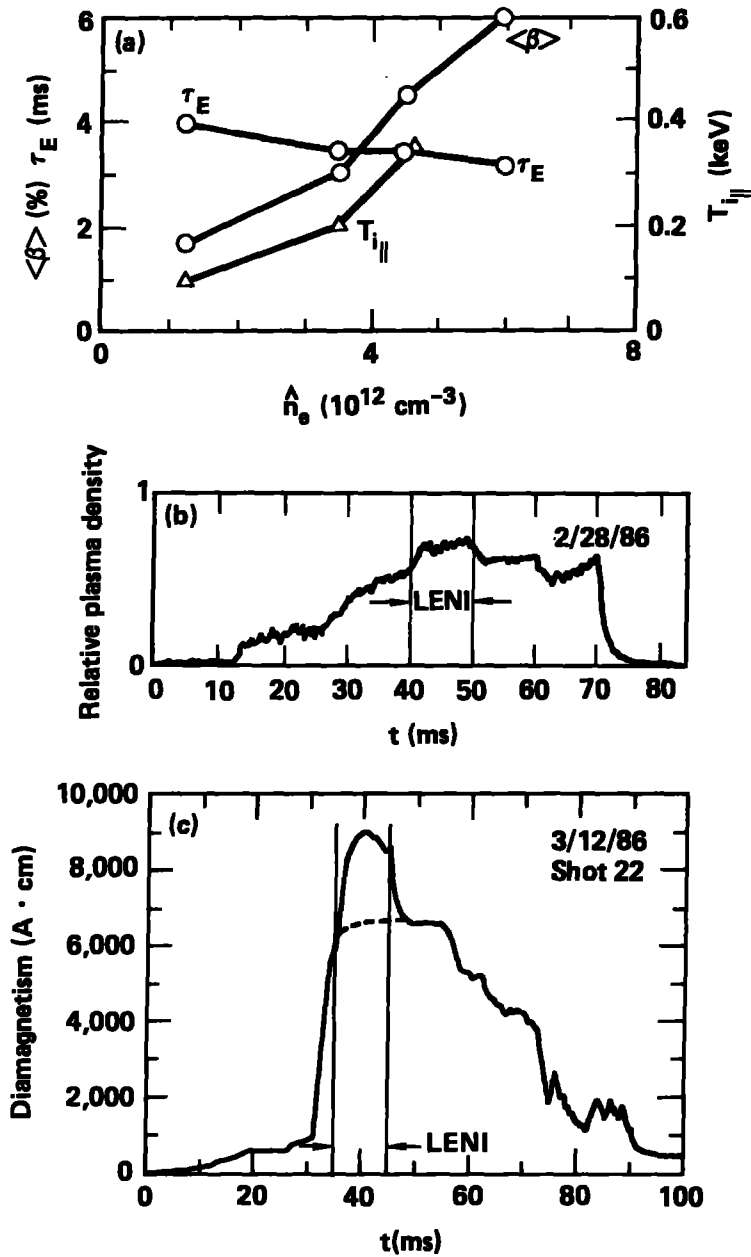 (a)
6
4
2
0
<β> (%) τE (ms)
τE
<β>
τE
Ti||
0.6
0.4
0.2
0
Ti|| (keV)
0 4 8
n̂e (10¹² cm⁻³)
(b)
1
0
Relative plasma density
2/28/86
LENI
0 10 20 30 40 50 60 70 80
t (ms)
(c)
10,000
8,000
6,000
4,000
2,000
0
Diamagnetism (A · cm)
3/12/86
Shot 22
LENI
0 20 40 60 80 100
t(ms)